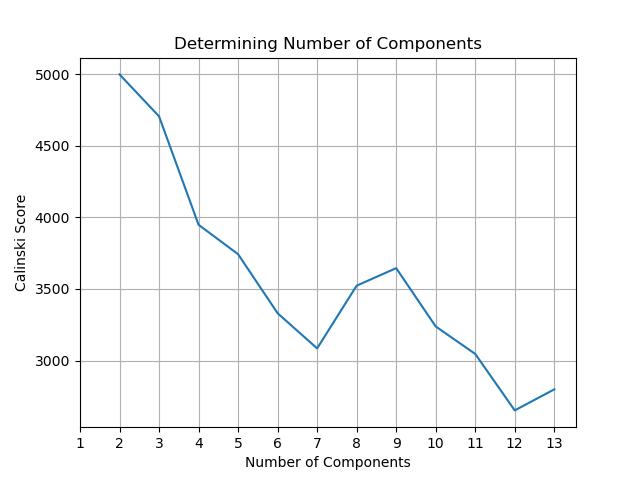 Determining Number of Components
5000
4500
4000
3500
3000
Calinski Score
1 2 3 4 5 6 7 8 9 10 11 12 13
Number of Components